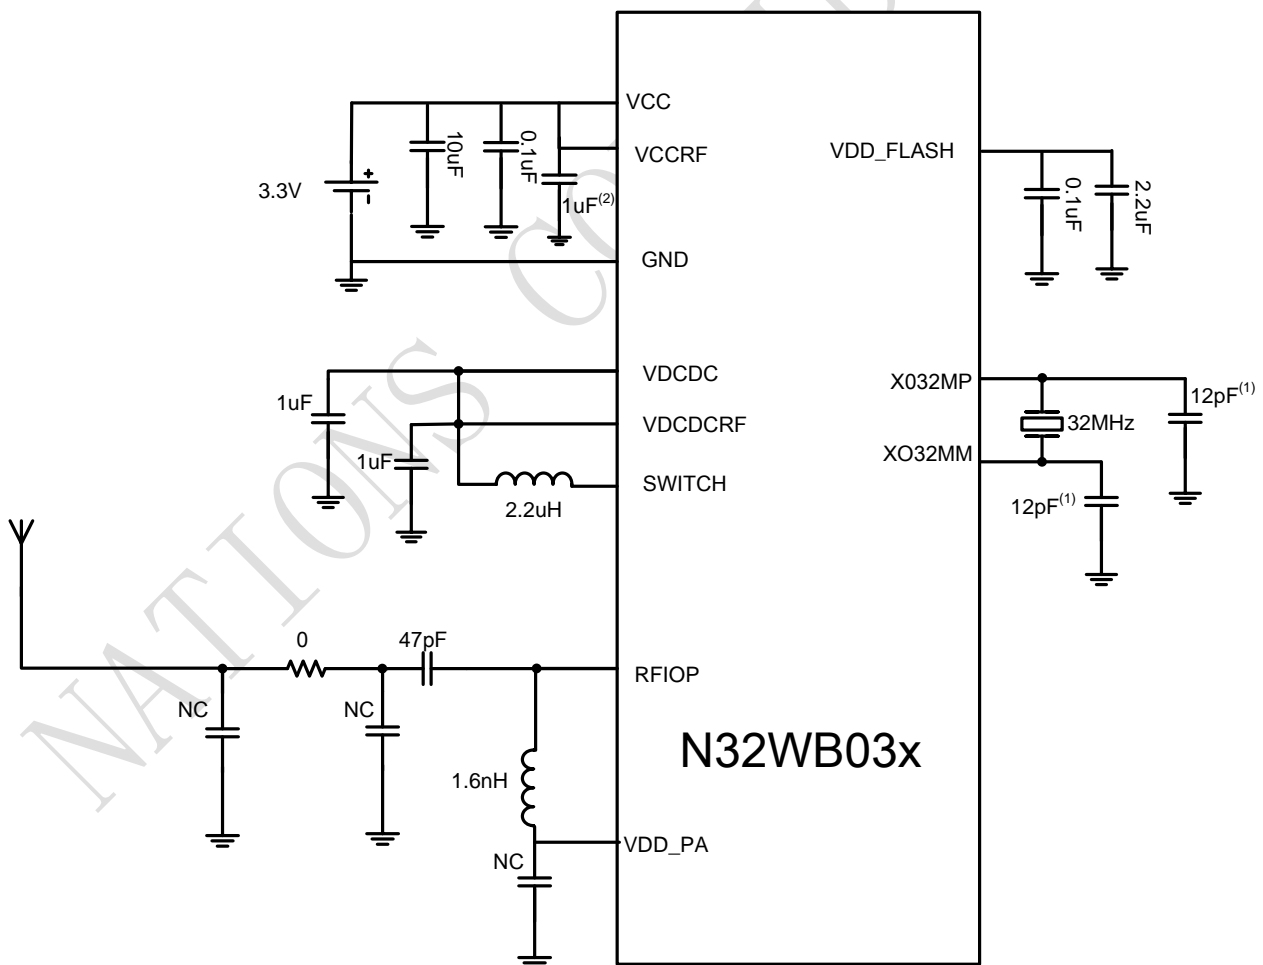 VCC
VCCRF
VDD_FLASH
10uF
0.1uF
1uF(2)
3.3V
+
-
GND
0.1uF
2.2uF
VDCDC
X032MP
1uF
12pF(1)
VDCDCRF
32MHz
1uF
XO32MM
SWITCH
2.2uH
12pF(1)
0
47pF
RFIOP
NC
NC
N32WB03x
1.6nH
VDD_PA
NC
NATIONS